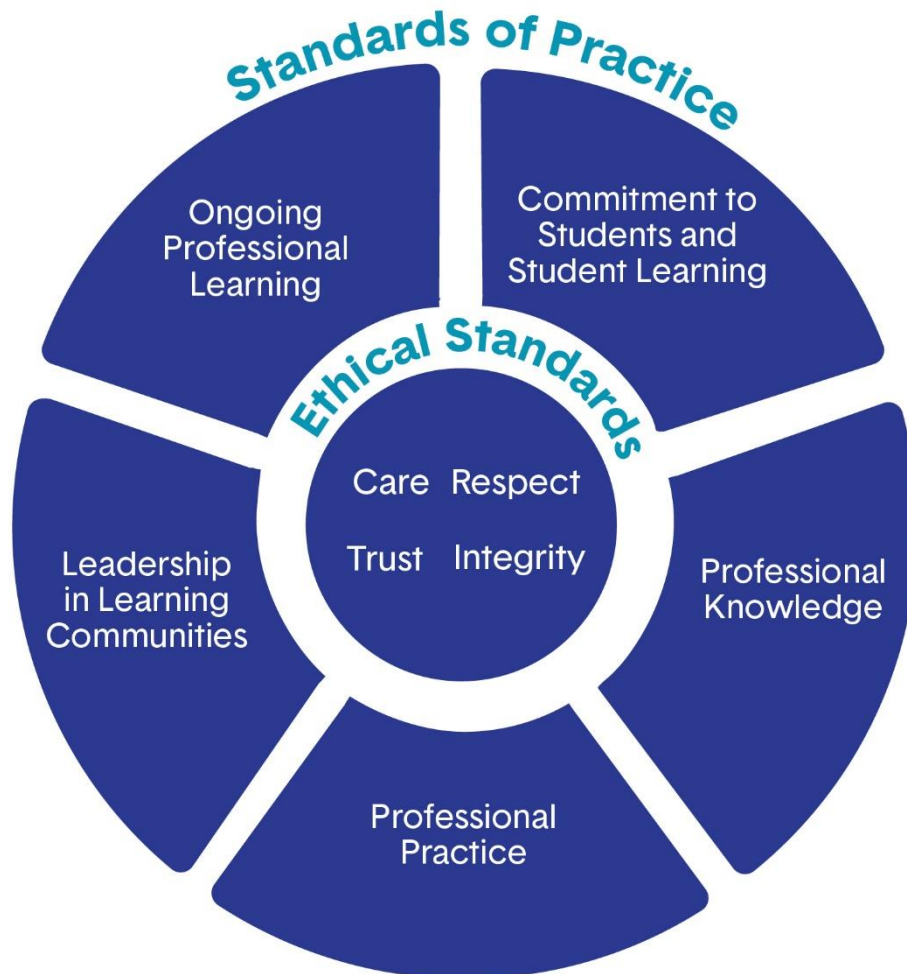 Standards of Practice
Ongoing
Professional
Learning
Commitment to
Students and
Student Learning
Ethical Standards
Care Respect
Trust Integrity
Leadership
in Learning
Communities
Professional
Knowledge
Professional
Practice